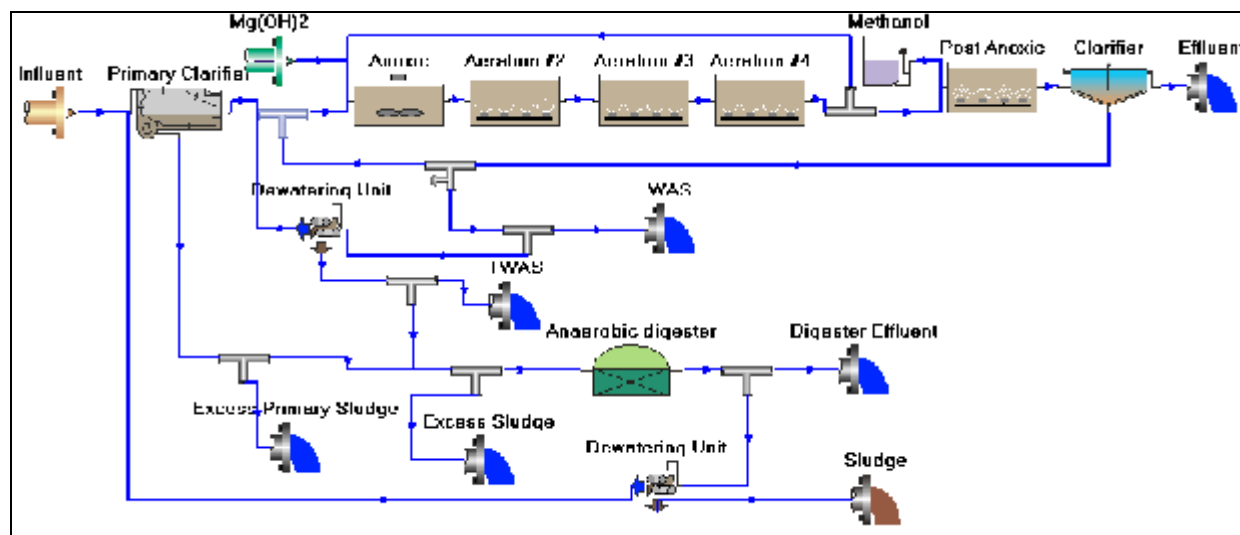 Mg(OH)2
Methanol
Influent
Primary Clarifier
Anoxic
Aeration #2
Aeration #3
Aeration #4
Post Anoxic
Clarifier
Effluent
Dewatering Unit
WAS
TWAS
Anaerobic digester
Digester Effluent
Excess Primary Sludge
Excess Sludge
Dewatering Unit
Sludge